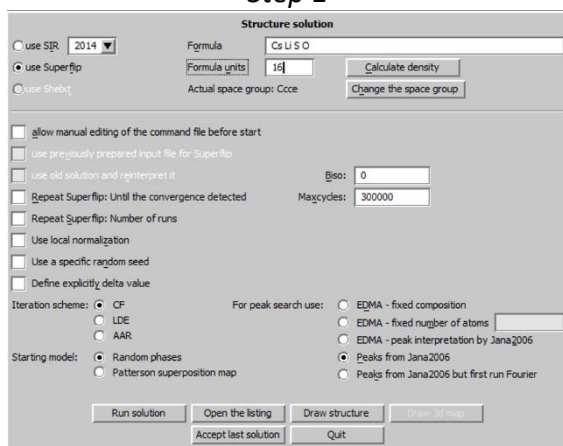 Step 1
Structure solution
use SIR 2014 Formula Cs Li S O
use Superflip Formula units 16 Calculate density
use Shelxt Actual space group: Ccce Change the space group
allow manual editing of the command file before start
use previously prepared input file for Superflip
use old solution and reinterpret it Biso: 0
Repeat Superflip: Until the convergence detected Maxcycles: 300000
Repeat Superflip: Number of runs
Use local normalization
Use a specific random seed
Define explicitly delta value
Iteration scheme: CF For peak search use: EDMA - fixed composition
LDE EDMA - fixed number of atoms
AAR EDMA - peak interpretation by Jana2006
Starting model: Random phases Peaks from Jana2006
Patterson superposition map Peaks from Jana2006 but first run Fourier
Run solution Open the listing Draw structure Draw 3d map
Accept last solution Quit